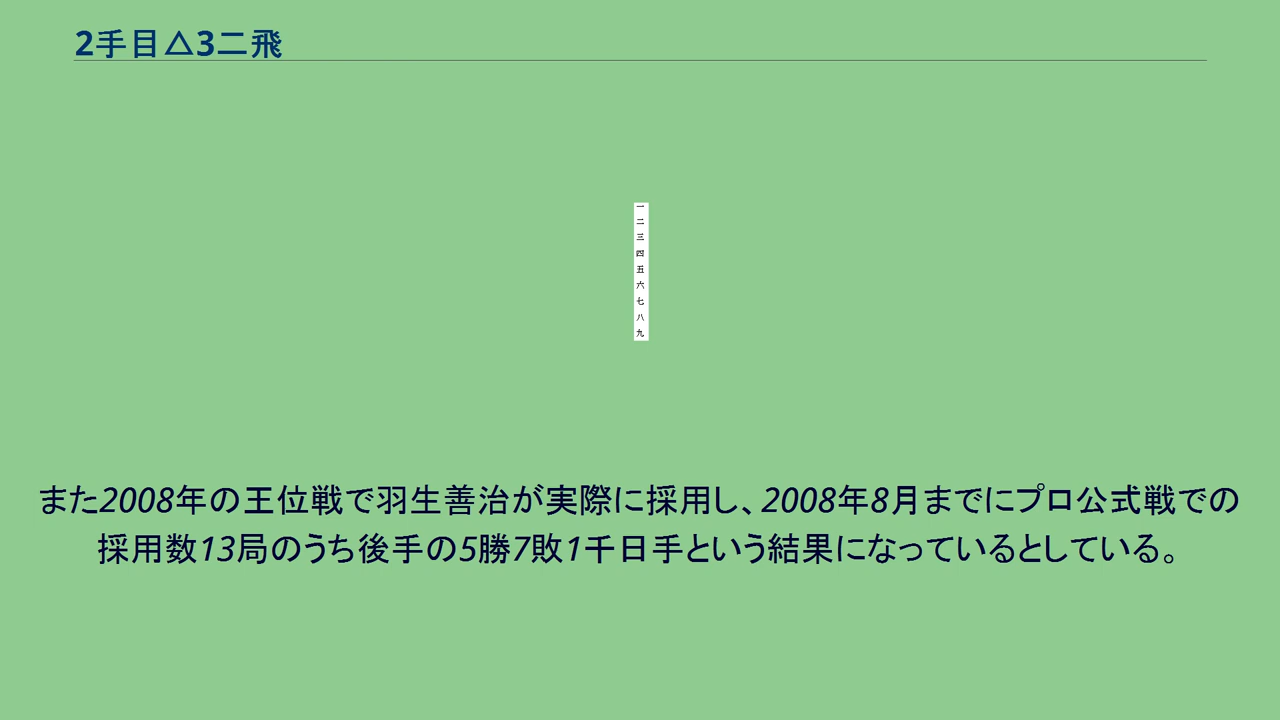 2手目△3二飛
一
二
三
四
五
六
七
八
九
また2008年の王位戦で羽生善治が実際に採用し、2008年8月までにプロ公式戦での
採用数13局のうち後手の5勝7敗1千日手という結果になっているとしている。